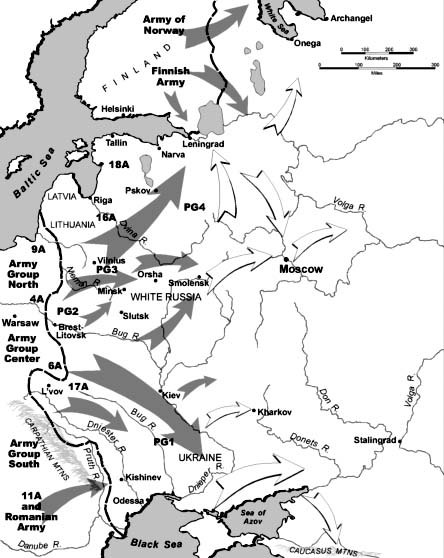 Army of
Norway
White Sea
Archangel
Onega
0 100 200 300
Kilometers
0 100 200 300
Miles
FINLAND
Finnish
Army
Helsinki
Leningrad
Tallin
Narva
Baltic Sea
18A
Pskov
LATVIA
Riga
PG4
LITHUANIA
16A
Dvina R.
Volga R.
9A
Vilnius
PG3
Orsha
Moscow
Army
Group
North
Nieman R.
Minsk
Smolensk
WHITE RUSSIA
4A
PG2
Slutsk
Warsaw
Brest-
Litovsk
Bug R.
Army
Group
Center
6A
L'vov
17A
Kiev
Don R.
Volga R.
Kharkov
Bug R.
Dniester R.
PG1
Donets R.
Stalingrad
CARPATHIAN MTNS
Army
Group
South
Pruth R.
UKRAINE
Dneper
R.
Kishinev
11A
and
Romanian
Army
Odessa
Sea of
Azov
Danube R.
Black Sea
CAUCASUS MTNS